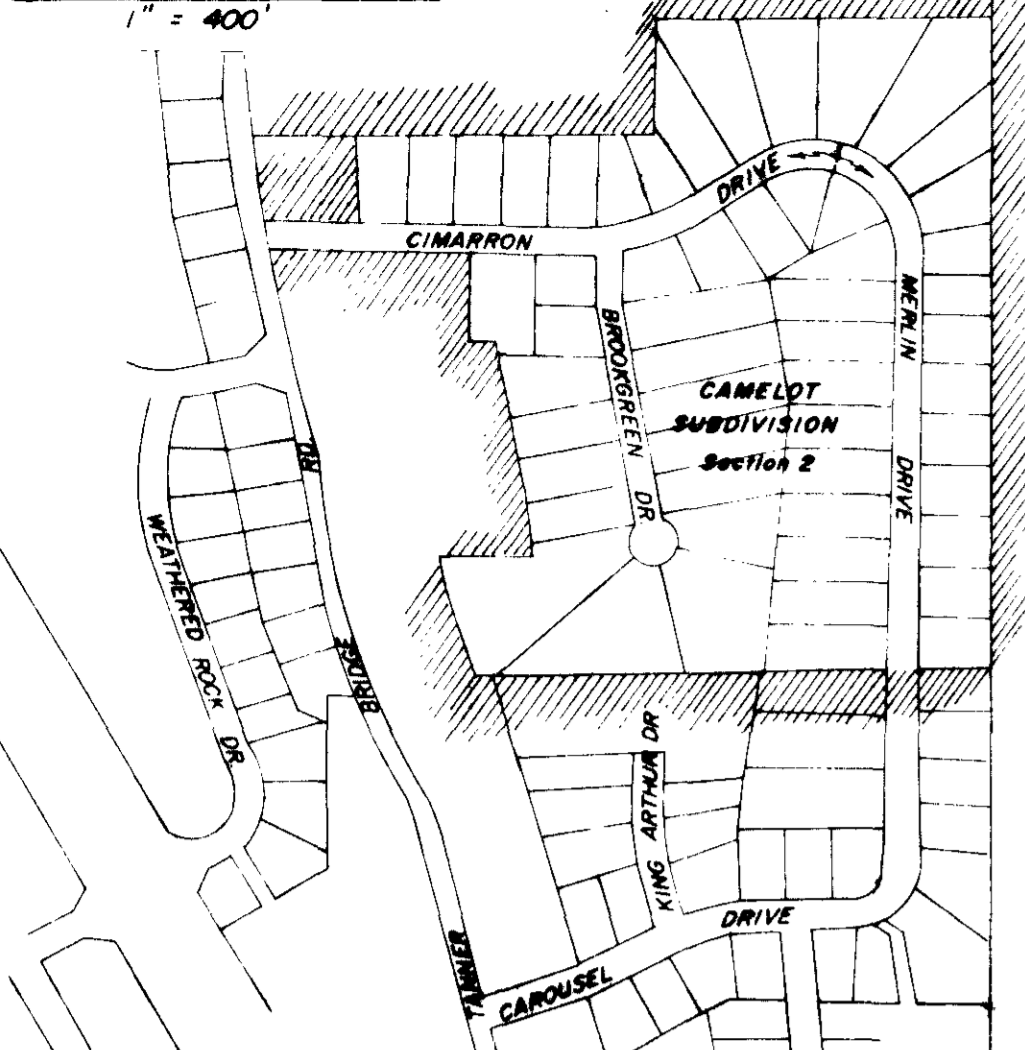 1" = 400'
DRIVE
CIMARRON
MERLIN
DRIVE
BROOKGREEN DR
CAMELOT
SUBDIVISION
Section 2
WEATHERED ROCK DR.
TANNER BRIDGE RD.
KING ARTHUR DR
CAROUSEL DRIVE